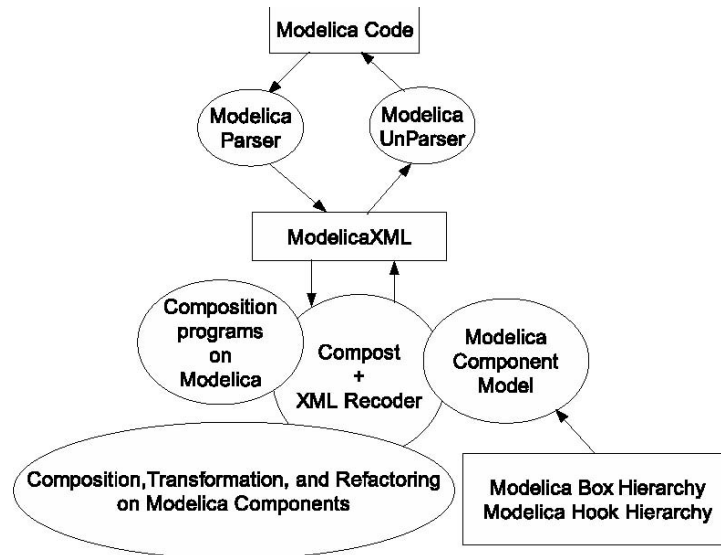 Modelica Code
Modelica
Parser
Modelica
UnParser
ModelicaXML
Composition
programs
on
Modelica
Compost
+
XML Recoder
Modelica
Component
Model
Composition,Transformation, and Refactoring
on Modelica Components
Modelica Box Hierarchy
Modelica Hook Hierarchy